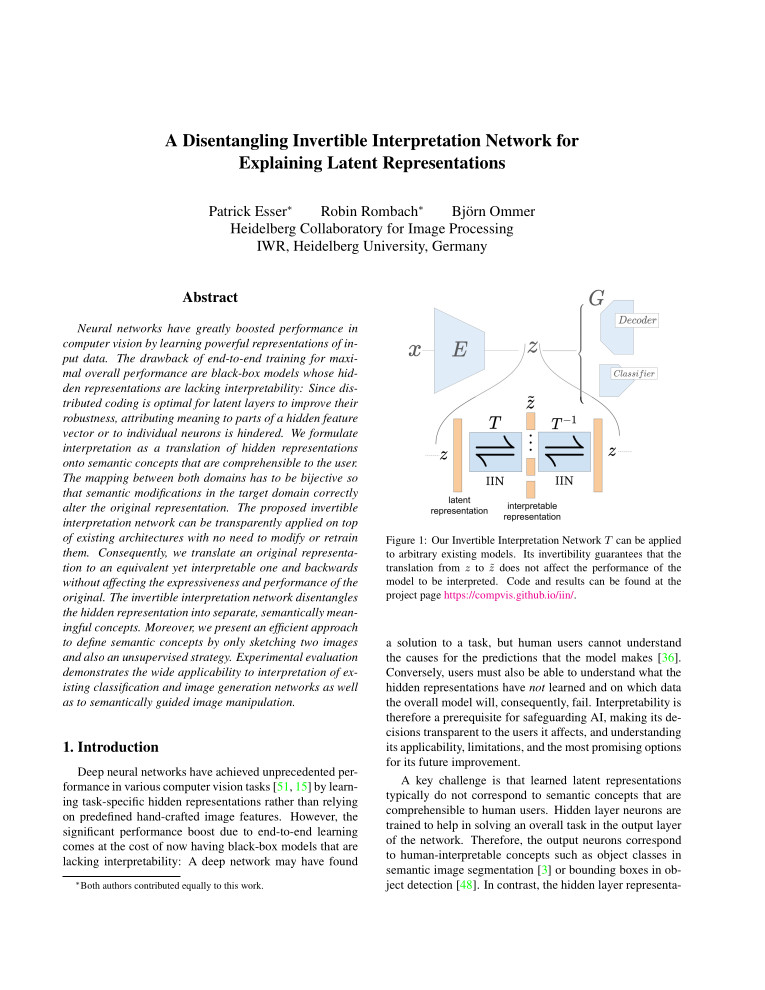 A Disentangling Invertible Interpretation Network for
Explaining Latent Representations
Patrick Esser* Robin Rombach* Björn Ommer
Heidelberg Collaboratory for Image Processing
IWR, Heidelberg University, Germany
Abstract
Neural networks have greatly boosted performance in
computer vision by learning powerful representations of in-
put data. The drawback of end-to-end training for maxi-
mal overall performance are black-box models whose hid-
den representations are lacking interpretability: Since dis-
tributed coding is optimal for latent layers to improve their
robustness, attributing meaning to parts of a hidden feature
vector or to individual neurons is hindered. We formulate
interpretation as a translation of hidden representations
onto semantic concepts that are comprehensible to the user.
The mapping between both domains has to be bijective so
that semantic modifications in the target domain correctly
alter the original representation. The proposed invertible
interpretation network can be transparently applied on top
of existing architectures with no need to modify or retrain
them. Consequently, we translate an original representa-
tion to an equivalent yet interpretable one and backwards
without affecting the expressiveness and performance of the
original. The invertible interpretation network disentangles
the hidden representation into separate, semantically mean-
ingful concepts. Moreover, we present an efficient approach
to define semantic concepts by only sketching two images
and also an unsupervised strategy. Experimental evaluation
demonstrates the wide applicability to interpretation of ex-
isting classification and image generation networks as well
as to semantically guided image manipulation.
1. Introduction
Deep neural networks have achieved unprecedented per-
formance in various computer vision tasks [51, 15] by learn-
ing task-specific hidden representations rather than relying
on predefined hand-crafted image features. However, the
significant performance boost due to end-to-end learning
comes at the cost of now having black-box models that are
lacking interpretability: A deep network may have found
*Both authors contributed equally to this work.
x E z G
Decoder
Classifier
z̃
T T⁻¹
z z
IIN IIN
latent
representation
interpretable
representation
Figure 1: Our Invertible Interpretation Network T can be applied
to arbitrary existing models. Its invertibility guarantees that the
translation from z to z̃ does not affect the performance of the
model to be interpreted. Code and results can be found at the
project page https://compvis.github.io/iin/.
a solution to a task, but human users cannot understand
the causes for the predictions that the model makes [36].
Conversely, users must also be able to understand what the
hidden representations have not learned and on which data
the overall model will, consequently, fail. Interpretability is
therefore a prerequisite for safeguarding AI, making its de-
cisions transparent to the users it affects, and understanding
its applicability, limitations, and the most promising options
for its future improvement.
A key challenge is that learned latent representations
typically do not correspond to semantic concepts that are
comprehensible to human users. Hidden layer neurons are
trained to help in solving an overall task in the output layer
of the network. Therefore, the output neurons correspond
to human-interpretable concepts such as object classes in
semantic image segmentation [3] or bounding boxes in ob-
ject detection [48]. In contrast, the hidden layer representa-